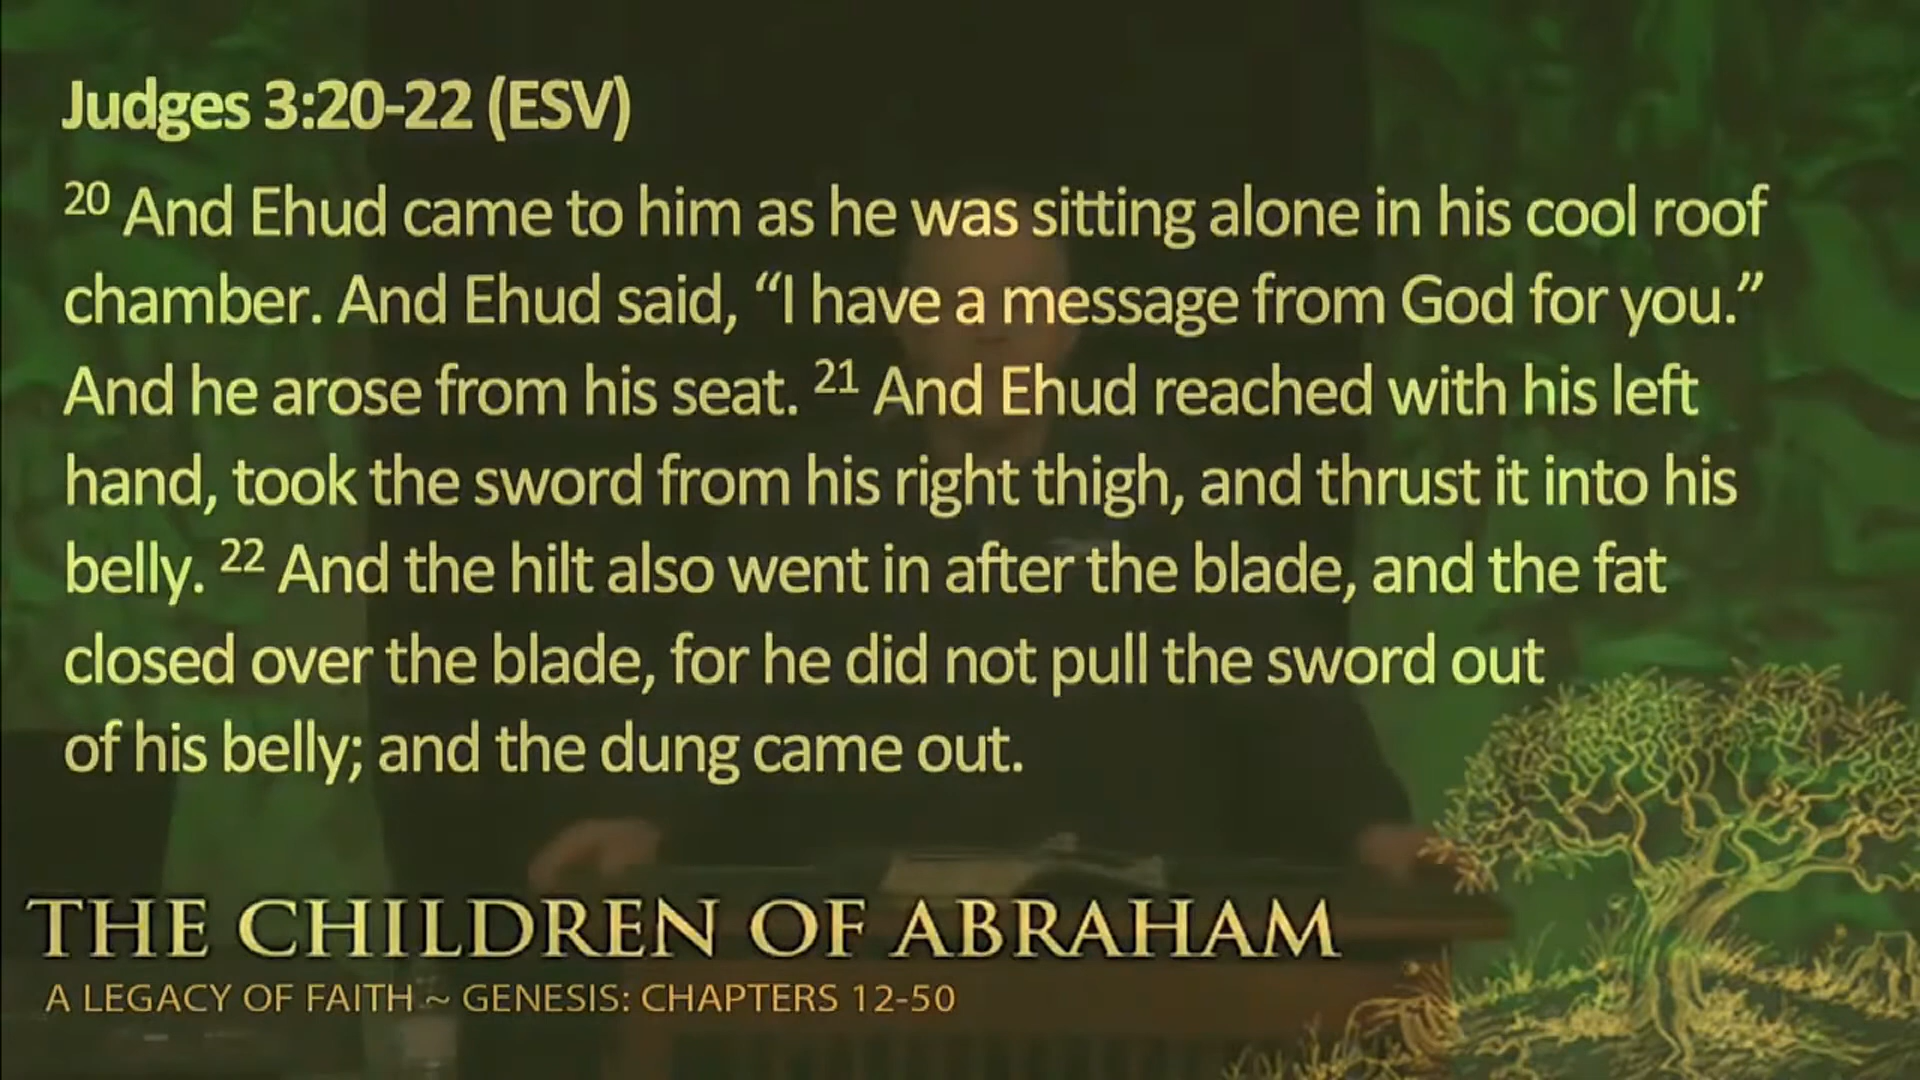 Judges 3:20-22 (ESV)
20 And Ehud came to him as he was sitting alone in his cool roof
chamber. And Ehud said, “I have a message from God for you.”
And he arose from his seat. 21 And Ehud reached with his left
hand, took the sword from his right thigh, and thrust it into his
belly. 22 And the hilt also went in after the blade, and the fat
closed over the blade, for he did not pull the sword out
of his belly; and the dung came out.
THE CHILDREN OF ABRAHAM
A LEGACY OF FAITH ~ GENESIS: CHAPTERS 12-50